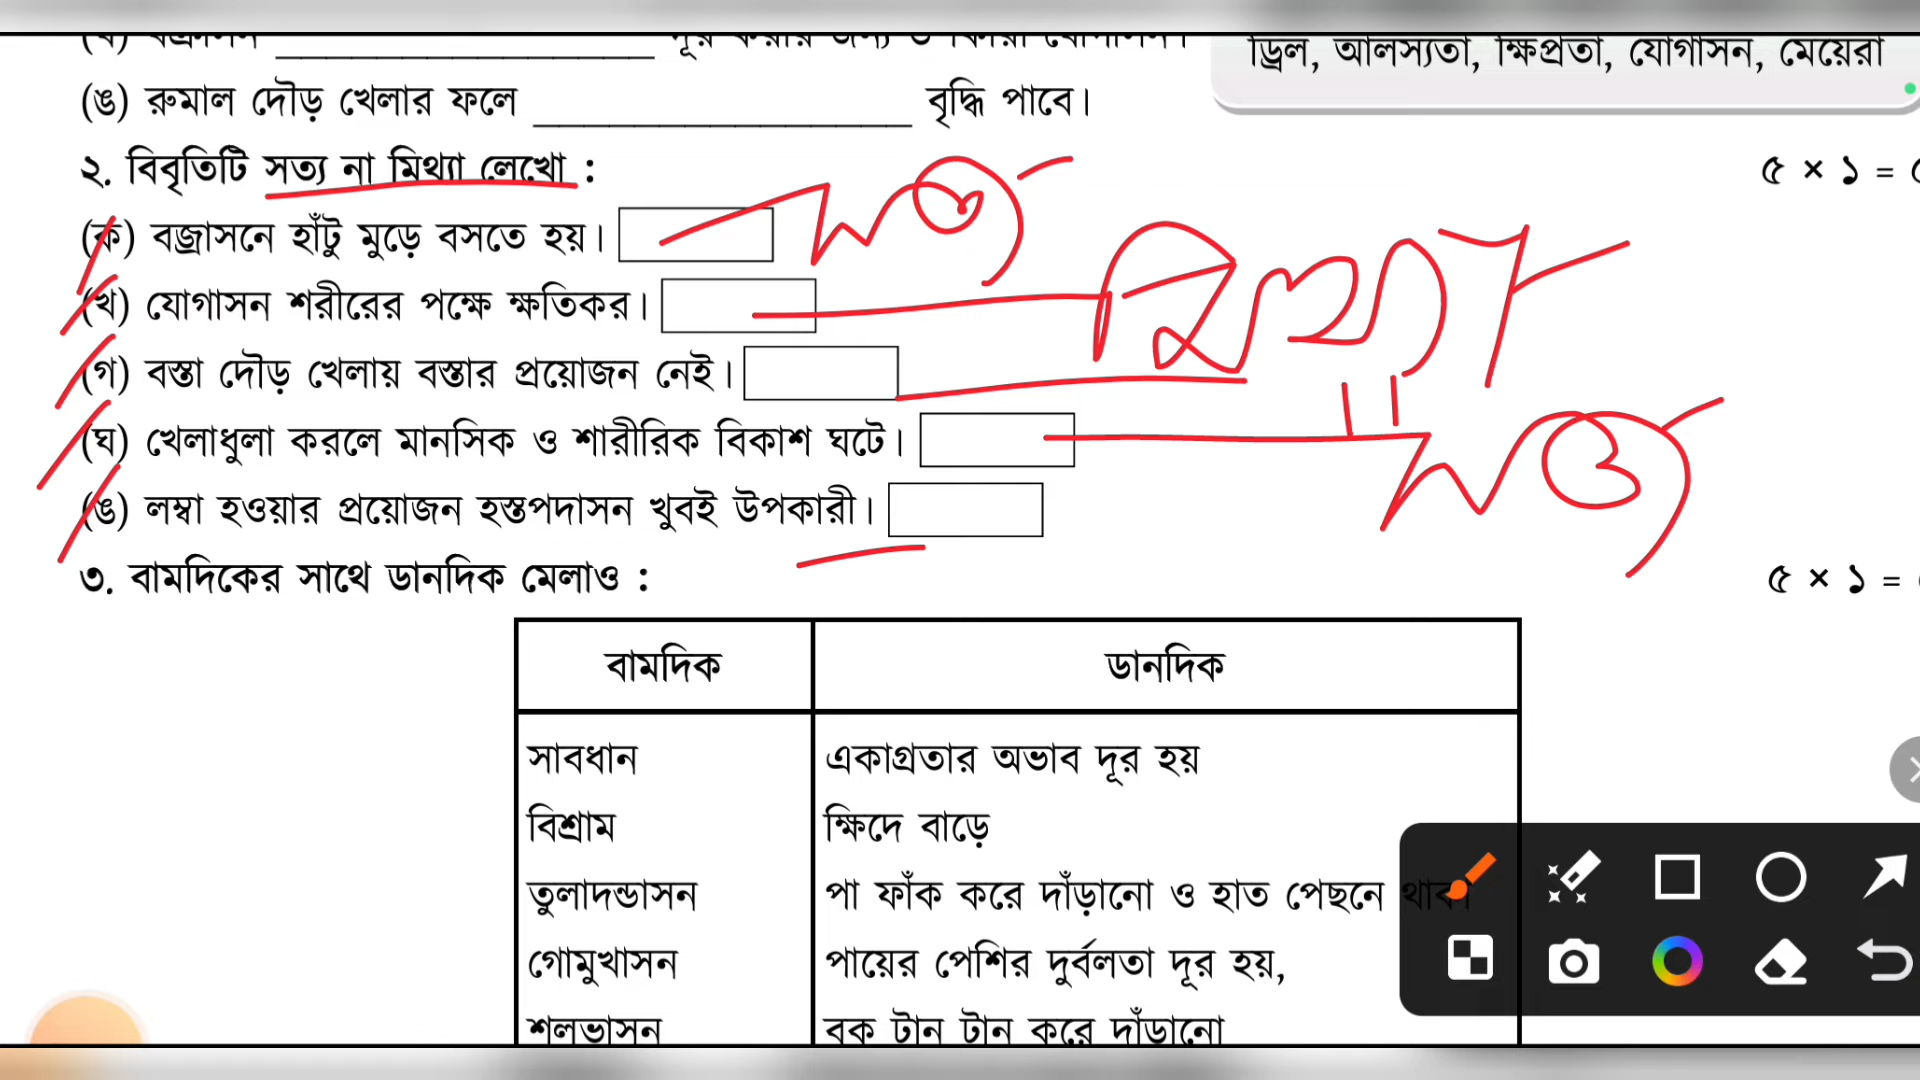 দূর করার জন্য
ড্রিল, আলস্যতা, ক্ষিপ্রতা, যোগাসন, মেয়েরা
(ঙ) রুমাল দৌড় খেলার ফলে ____________________ বৃদ্ধি পাবে।
২. বিবৃতিটি সত্য না মিথ্যা লেখো : ৫ × ১ =
(ক) বজ্রাসনে হাঁটু মুড়ে বসতে হয়। সত্য
(খ) যোগাসন শরীরের পক্ষে ক্ষতিকর। মিথ্যা
(গ) বস্তা দৌড় খেলায় বস্তার প্রয়োজন নেই। "
(ঘ) খেলাধুলা করলে মানসিক ও শারীরিক বিকাশ ঘটে। সত্য
(ঙ) লম্বা হওয়ার প্রয়োজন হস্তপদাসন খুবই উপকারী।
৩. বামদিকের সাথে ডানদিক মেলাও : ৫ × ১ =
বামদিক ডানদিক
সাবধান একাগ্রতার অভাব দূর হয়
বিশ্রাম ক্ষিদে বাড়ে
তুলাদন্ডাসন পা ফাঁক করে দাঁড়ানো ও হাত পেছনে থাকা
গোমুখাসন পায়ের পেশির দুর্বলতা দূর হয়,
শলভাসন বুক টান টান করে দাঁড়ানো